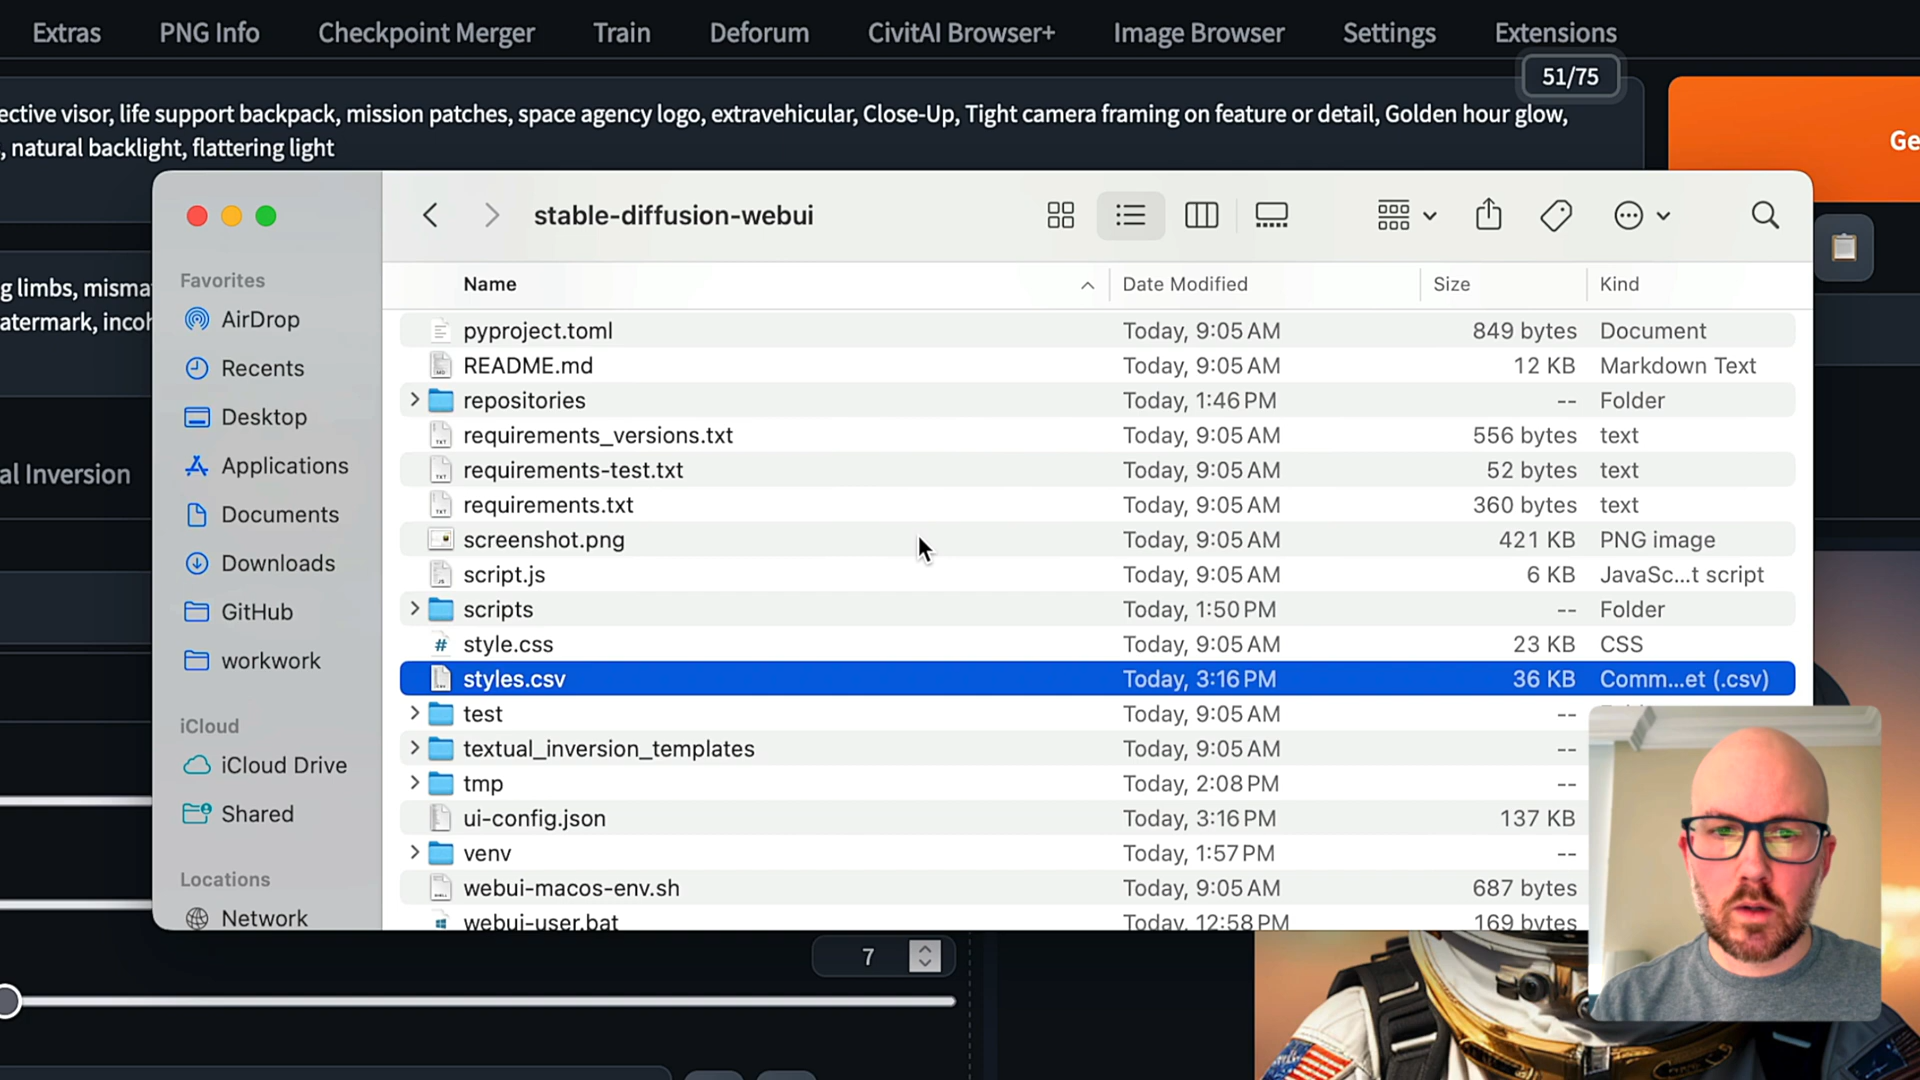 Extras PNG Info Checkpoint Merger Train Deforum CivitAI Browser+ Image Browser Settings Extensions
51/75
ective visor, life support backpack, mission patches, space agency logo, extravehicular, Close-Up, Tight camera framing on feature or detail, Golden hour glow,
, natural backlight, flattering light
Ge
g limbs, misma
atermark, incoh
al Inversion
stable-diffusion-webui
Favorites
AirDrop
Recents
Desktop
Applications
Documents
Downloads
GitHub
workwork
iCloud
iCloud Drive
Shared
Locations
Network
Name Date Modified Size Kind
pyproject.toml Today, 9:05 AM 849 bytes Document
README.md Today, 9:05 AM 12 KB Markdown Text
repositories Today, 1:46 PM -- Folder
requirements_versions.txt Today, 9:05 AM 556 bytes text
requirements-test.txt Today, 9:05 AM 52 bytes text
requirements.txt Today, 9:05 AM 360 bytes text
screenshot.png Today, 9:05 AM 421 KB PNG image
script.js Today, 9:05 AM 6 KB JavaSc...t script
scripts Today, 1:50 PM -- Folder
style.css Today, 9:05 AM 23 KB CSS
styles.csv Today, 3:16 PM 36 KB Comm...et (.csv)
test Today, 9:05 AM --
textual_inversion_templates Today, 9:05 AM --
tmp Today, 2:08 PM --
ui-config.json Today, 3:16 PM 137 KB
venv Today, 1:57 PM --
webui-macos-env.sh Today, 9:05 AM 687 bytes
webui-user.bat Today, 12:58 PM 169 bytes
7